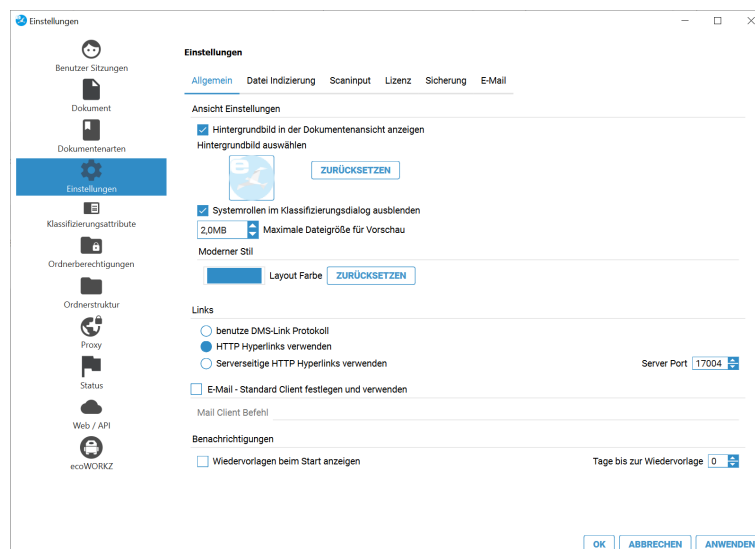 Einstellungen
Benutzer Sitzungen
Dokument
Dokumentenarten
Einstellungen
Klassifizierungsattribute
Ordnerberechtigungen
Ordnerstruktur
Proxy
Status
Web / API
ecoWORKZ
Einstellungen
Allgemein Datei Indizierung Scaninput Lizenz Sicherung E-Mail
Ansicht Einstellungen
Hintergrundbild in der Dokumentenansicht anzeigen
Hintergrundbild auswählen
ZURÜCKSETZEN
Systemrollen im Klassifizierungsdialog ausblenden
2,0MB Maximale Dateigröße für Vorschau
Moderner Stil
Layout Farbe ZURÜCKSETZEN
Links
benutze DMS-Link Protokoll
HTTP Hyperlinks verwenden
Serverseitige HTTP Hyperlinks verwenden Server Port 17004
E-Mail - Standard Client festlegen und verwenden
Mail Client Befehl
Benachrichtigungen
Wiedervorlagen beim Start anzeigen Tage bis zur Wiedervorlage 0
OK ABBRECHEN ANWENDEN